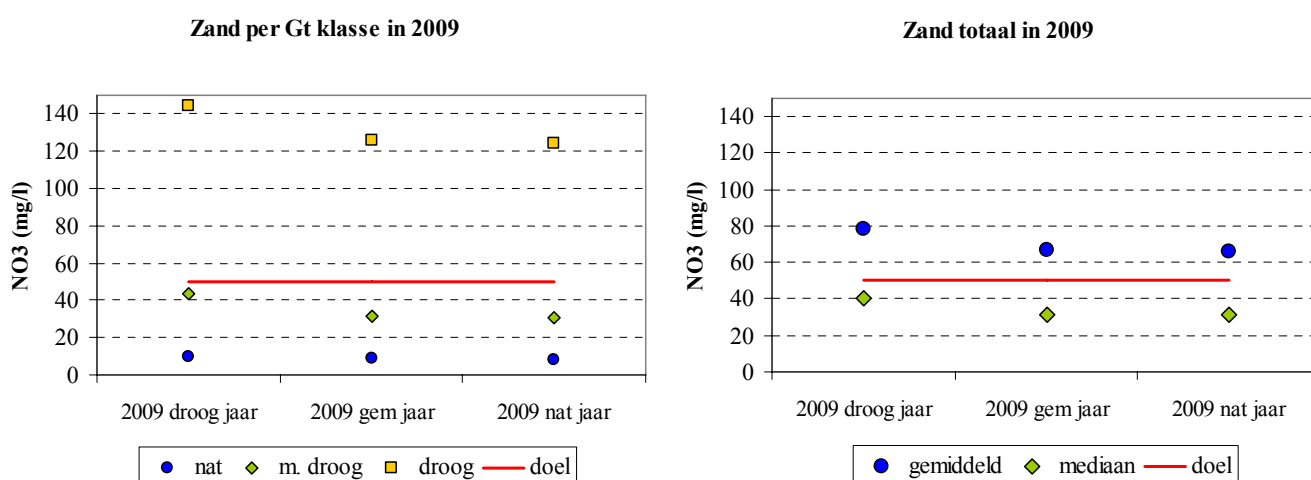 Zand per Gt klasse in 2009
NO3 (mg/l)
140
120
100
80
60
40
20
0
2009 droog jaar 2009 gem jaar 2009 nat jaar
nat m. droog droog doel
Zand totaal in 2009
NO3 (mg/l)
140
120
100
80
60
40
20
0
2009 droog jaar 2009 gem jaar 2009 nat jaar
gemiddeld mediaan doel